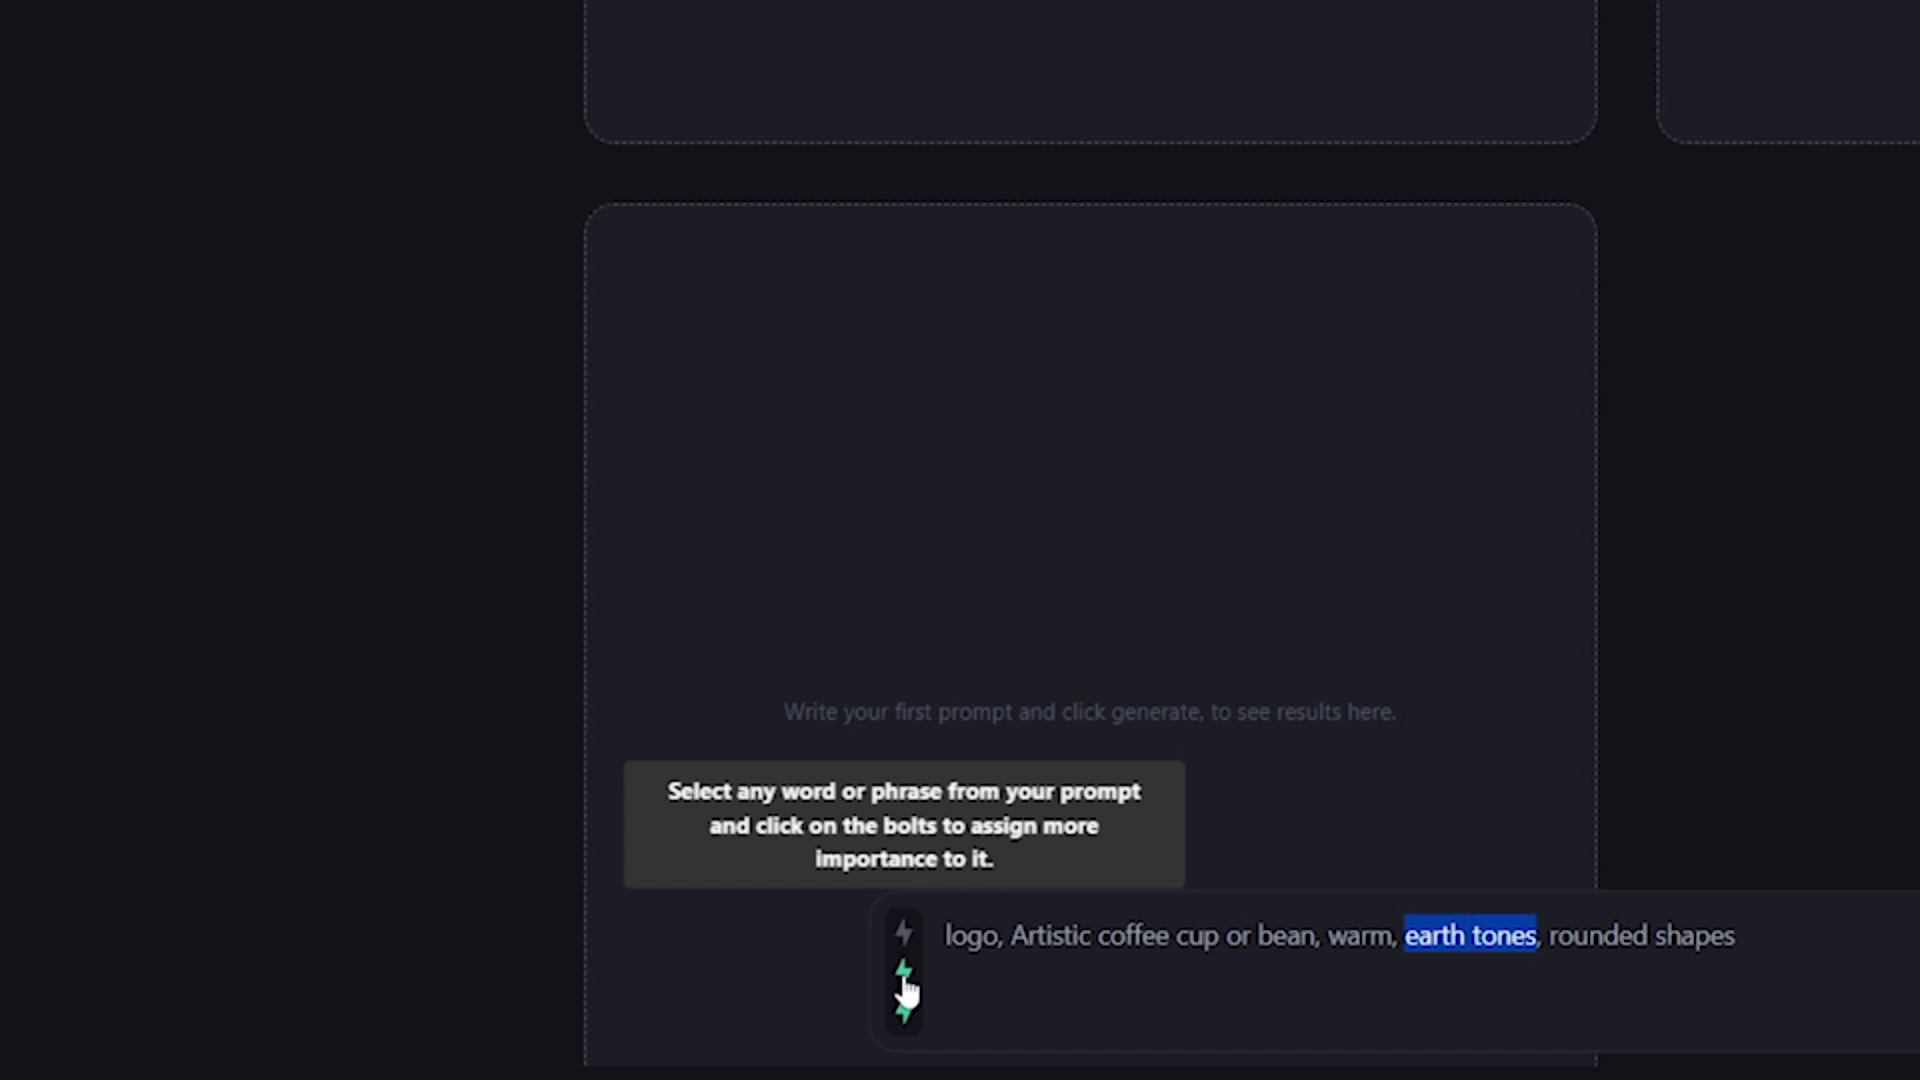 Write your first prompt and click generate, to see results here.
Select any word or phrase from your prompt
and click on the bolts to assign more
importance to it.
logo, Artistic coffee cup or bean, warm, earth tones, rounded shapes